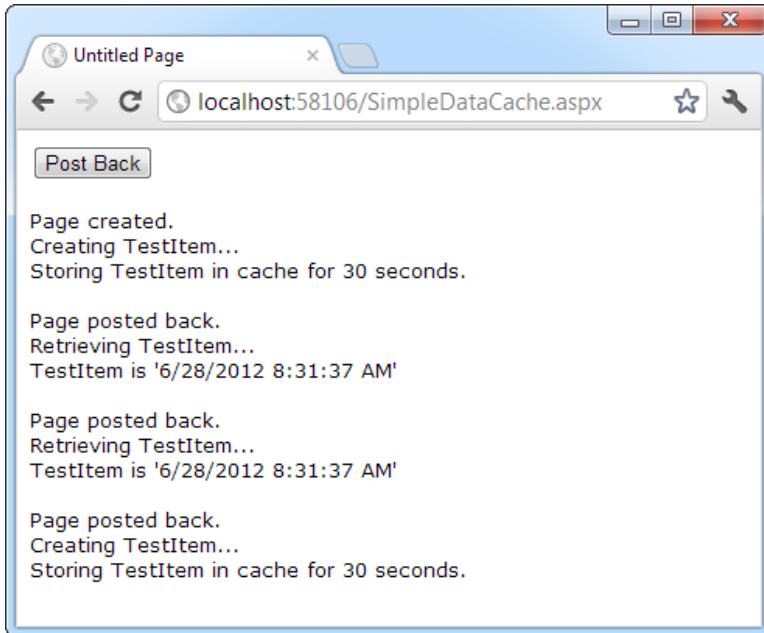 Untitled Page
localhost:58106/SimpleDataCache.aspx
Post Back
Page created.
Creating TestItem...
Storing TestItem in cache for 30 seconds.
Page posted back.
Retrieving TestItem...
TestItem is '6/28/2012 8:31:37 AM'
Page posted back.
Retrieving TestItem...
TestItem is '6/28/2012 8:31:37 AM'
Page posted back.
Creating TestItem...
Storing TestItem in cache for 30 seconds.